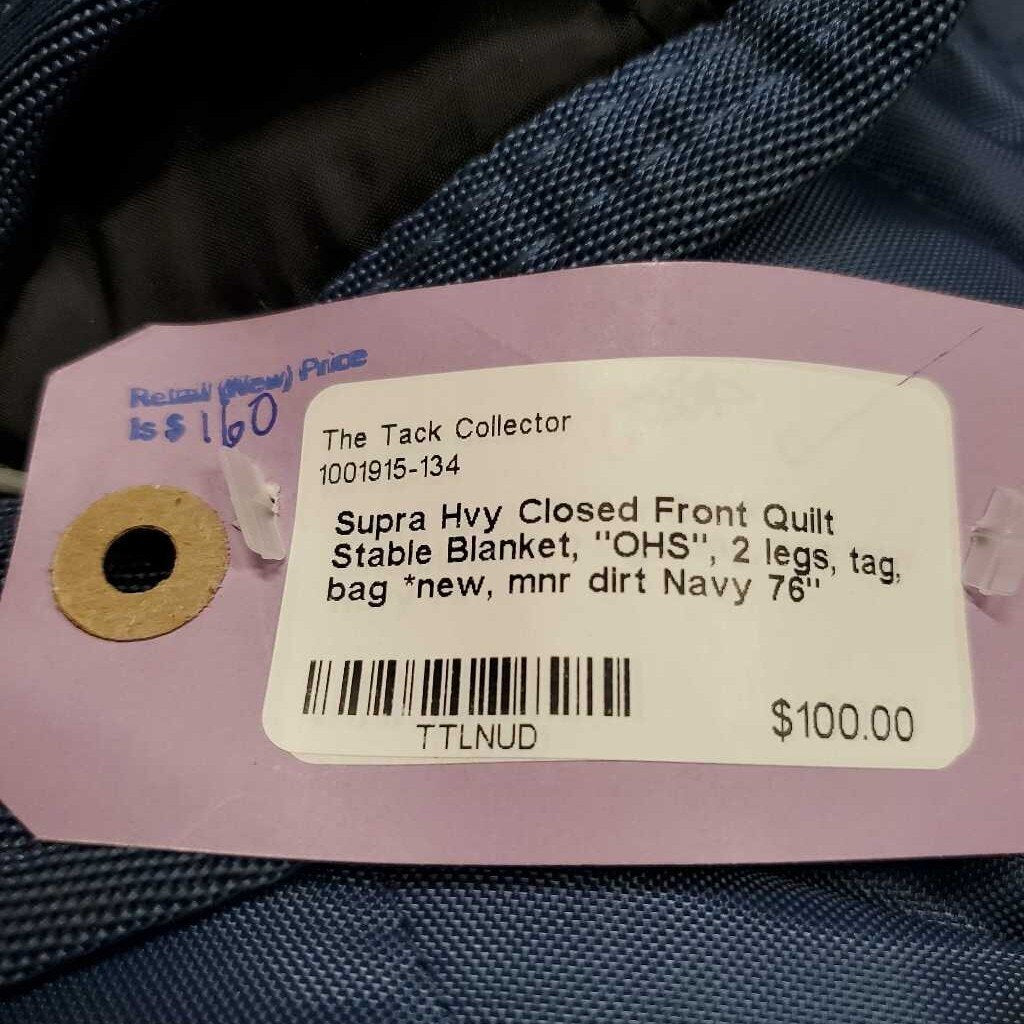 Retail (New) Price
Is $ 160
The Tack Collector
1001915-134
Supra Hvy Closed Front Quilt
Stable Blanket, "OHS", 2 legs, tag,
bag *new, mnr dirt Navy 76"
TTLNUD
$100.00